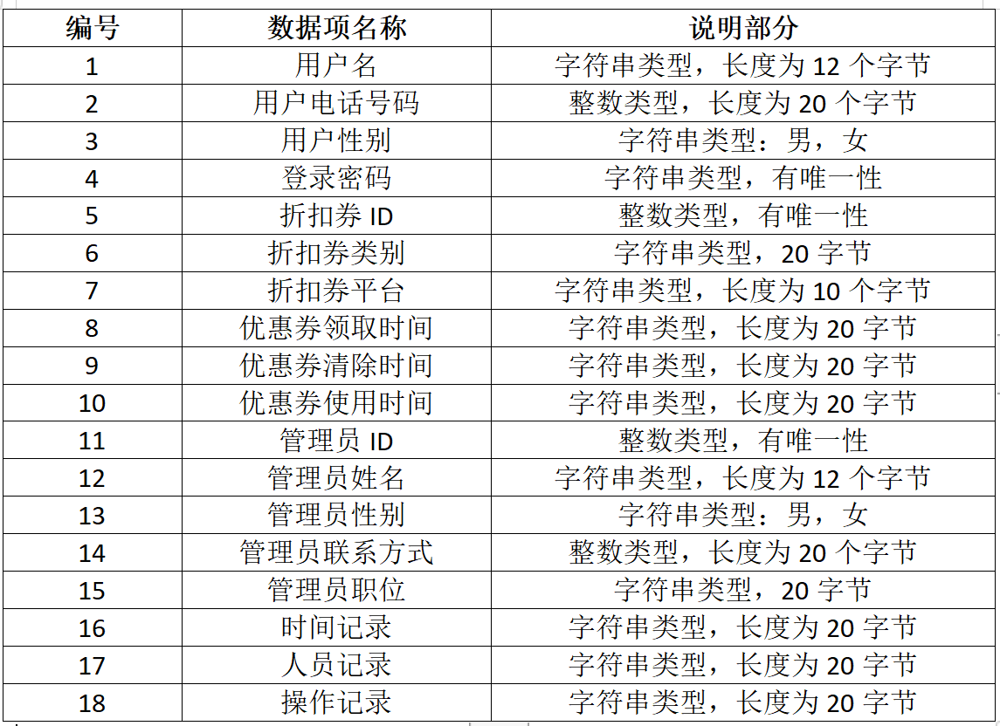 编号 数据项名称 说明部分
1 用户名 字符串类型，长度为 12 个字节
2 用户电话号码 整数类型，长度为 20 个字节
3 用户性别 字符串类型：男，女
4 登录密码 字符串类型，有唯一性
5 折扣券 ID 整数类型，有唯一性
6 折扣券类别 字符串类型，20 字节
7 折扣券平台 字符串类型，长度为 10 个字节
8 优惠券领取时间 字符串类型，长度为 20 字节
9 优惠券清除时间 字符串类型，长度为 20 字节
10 优惠券使用时间 字符串类型，长度为 20 字节
11 管理员 ID 整数类型，有唯一性
12 管理员姓名 字符串类型，长度为 12 个字节
13 管理员性别 字符串类型：男，女
14 管理员联系方式 整数类型，长度为 20 个字节
15 管理员职位 字符串类型，20 字节
16 时间记录 字符串类型，长度为 20 字节
17 人员记录 字符串类型，长度为 20 字节
18 操作记录 字符串类型，长度为 20 字节